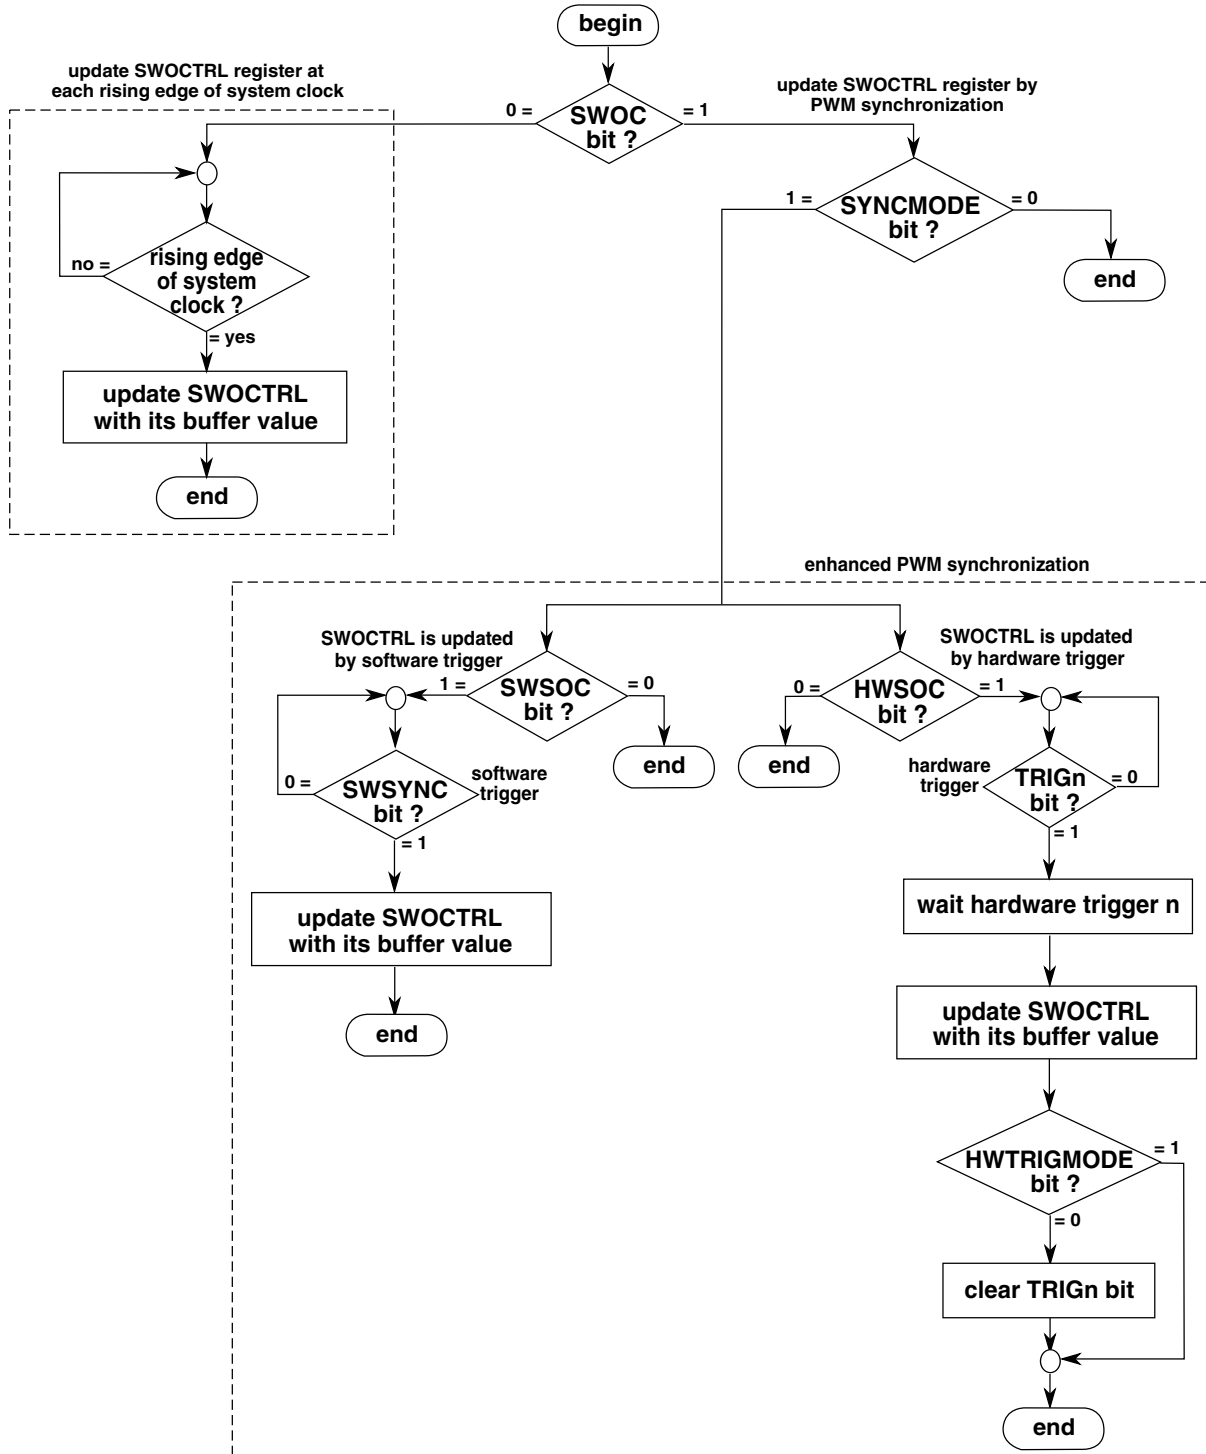 begin
update SWOCTRL register at
each rising edge of system clock
update SWOCTRL register by
PWM synchronization
0 =
SWOC
bit ?
= 1
1 =
SYNCMODE
bit ?
= 0
end
no =
rising edge
of system
clock ?
= yes
update SWOCTRL
with its buffer value
end
enhanced PWM synchronization
SWOCTRL is updated
by software trigger
1 =
SWSOC
bit ?
= 0
end
0 =
SWSYNC
bit ?
software
trigger
= 1
update SWOCTRL
with its buffer value
end
SWOCTRL is updated
by hardware trigger
0 =
HWSOC
bit ?
= 1
end
hardware
trigger
TRIGn
bit ?
= 0
= 1
wait hardware trigger n
update SWOCTRL
with its buffer value
HWTRIGMODE
bit ?
= 1
= 0
clear TRIGn bit
end